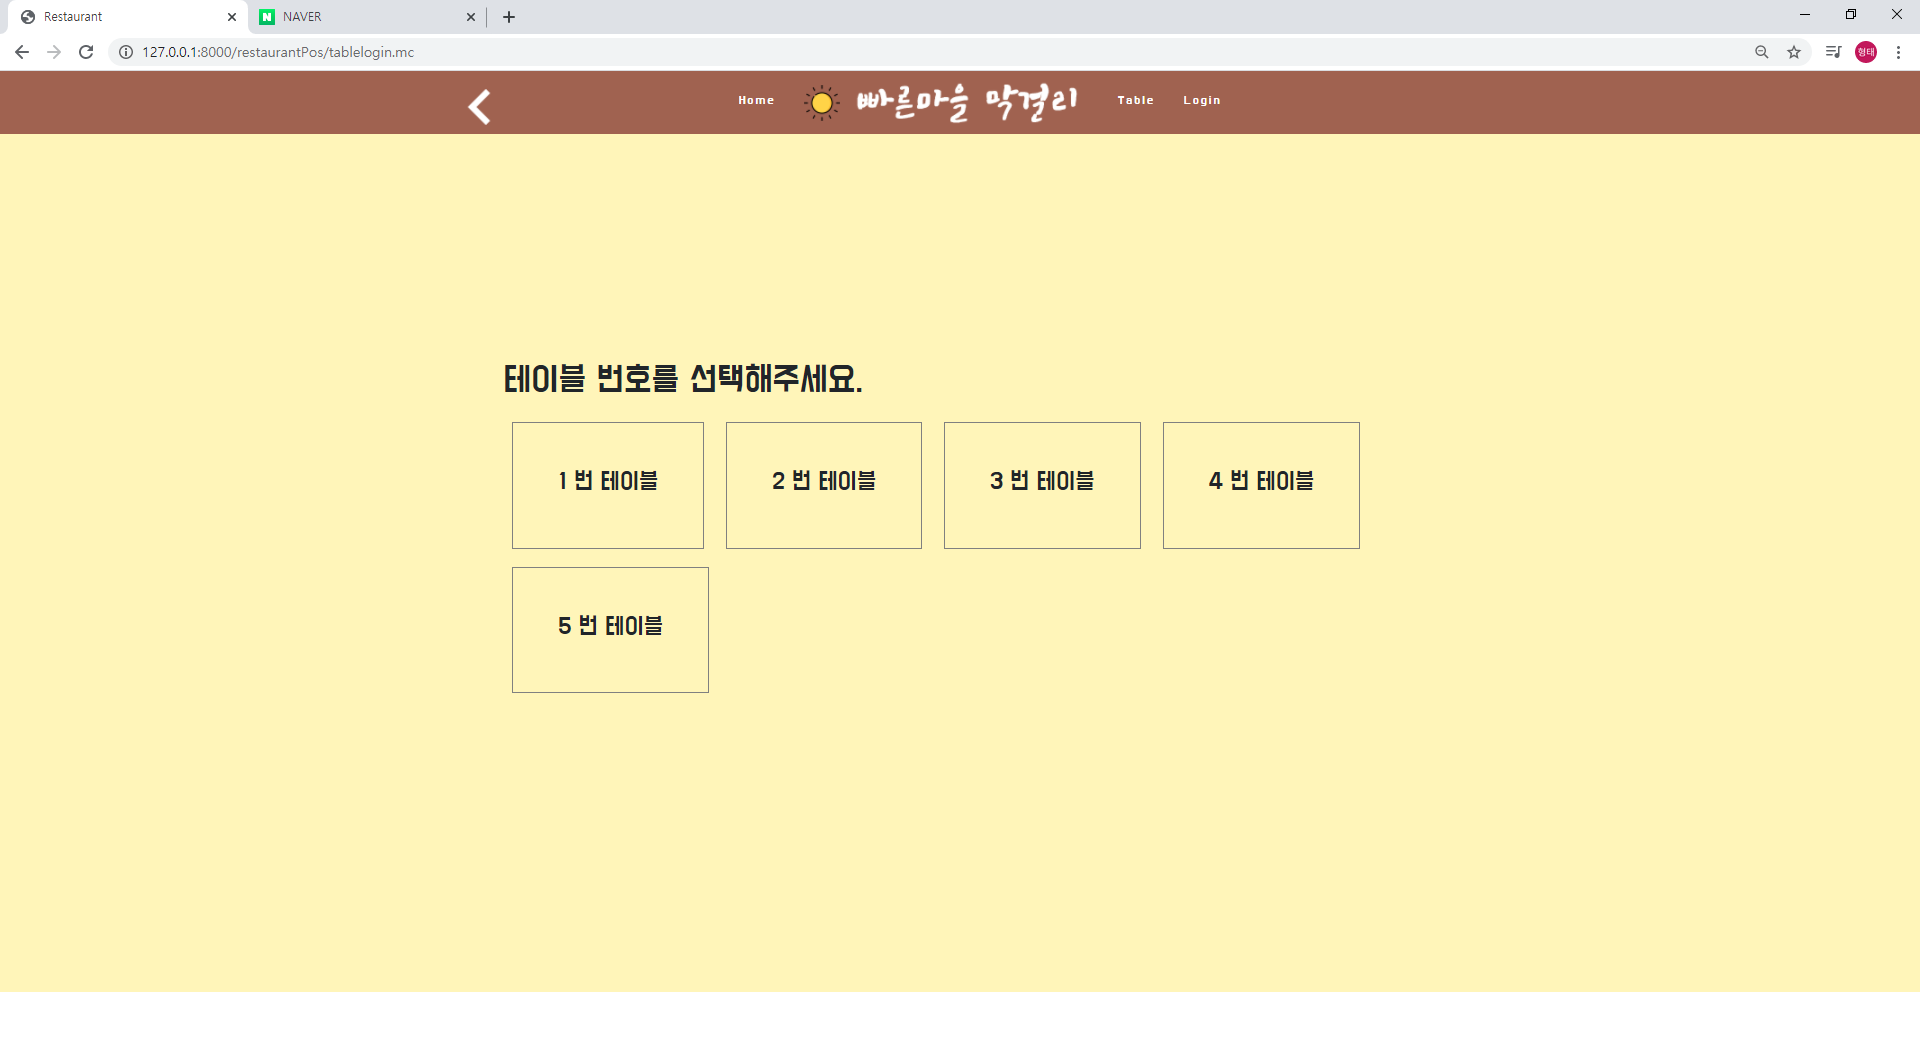 Restaurant
NAVER
127.0.0.1:8000/restaurantPos/tablelogin.mc
형태
Home
빠른마을 막걸리
Table
Login
테이블 번호를 선택해주세요.
1 번 테이블
2 번 테이블
3 번 테이블
4 번 테이블
5 번 테이블